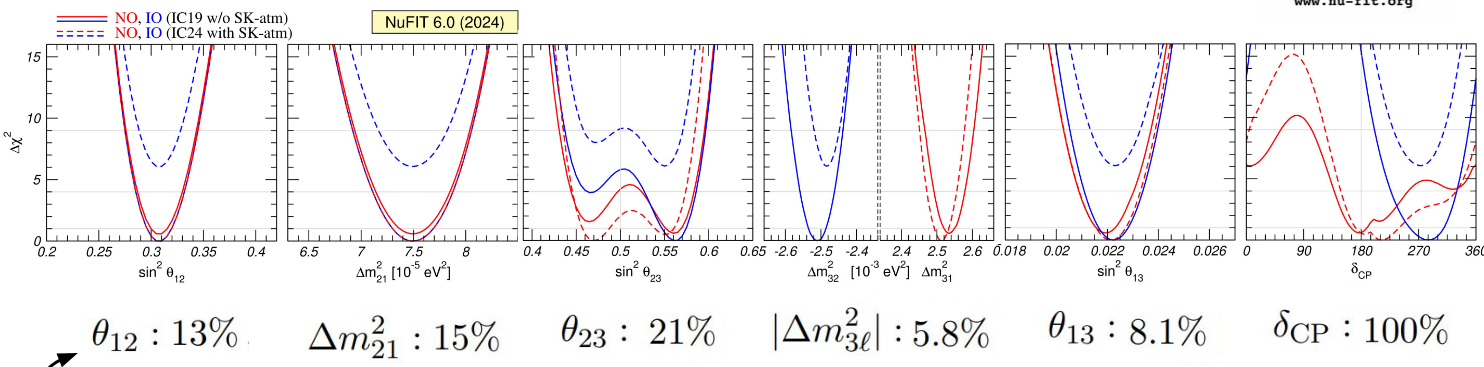 www.nu-fit.org
NO, IO (IC19 w/o SK-atm)
NO, IO (IC24 with SK-atm)
NuFIT 6.0 (2024)
15
10
5
0
Δχ²
0.2 0.25 0.3 0.35 0.4
6.5 7 7.5 8
0.4 0.45 0.5 0.55 0.6 0.65
-2.6 -2.5 -2.4 2.4 2.5 2.6
0.018 0.02 0.022 0.024 0.026
0 90 180 270 360
sin² θ₁₂
Δm²₂₁ [10⁻⁵ eV²]
sin² θ₂₃
Δm²₃₂ [10⁻³ eV²] Δm²₃₁
sin² θ₁₃
δ_CP
θ₁₂ : 13%
Δm²₂₁ : 15%
θ₂₃ : 21%
|Δm²₃ℓ| : 5.8%
θ₁₃ : 8.1%
δ_CP : 100%